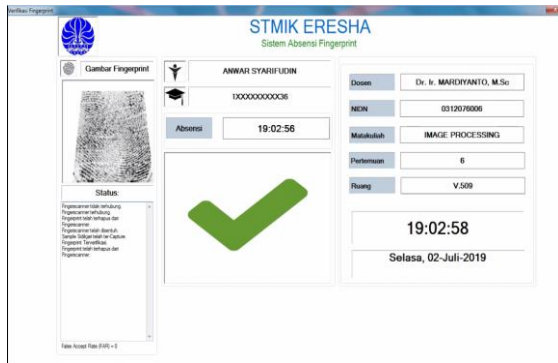 Verifikasi Fingerprint
STMIK ERESHA
Sistem Absensi Fingerprint
Gambar Fingerprint
Status:
Fingerscanner telah terhubung.
Fingerscanner terhubung.
Fingerprint telah terhapus dari
Fingerscanner.
Fingerscanner telah disentuh.
Sample Sidikjari telah ter-Capture.
Fingerprint Terverifikasi.
Fingerprint telah terhapus dari
Fingerscanner.
False Accept Rate (FAR) = 0
ANWAR SYARIFUDIN
1XXXXXXXXX36
Absensi 19:02:56
Dosen Dr. Ir. MARDIYANTO, M.Sc
NIDN 0312076006
Matakuliah IMAGE PROCESSING
Pertemuan 6
Ruang V.509
19:02:58
Selasa, 02-Juli-2019